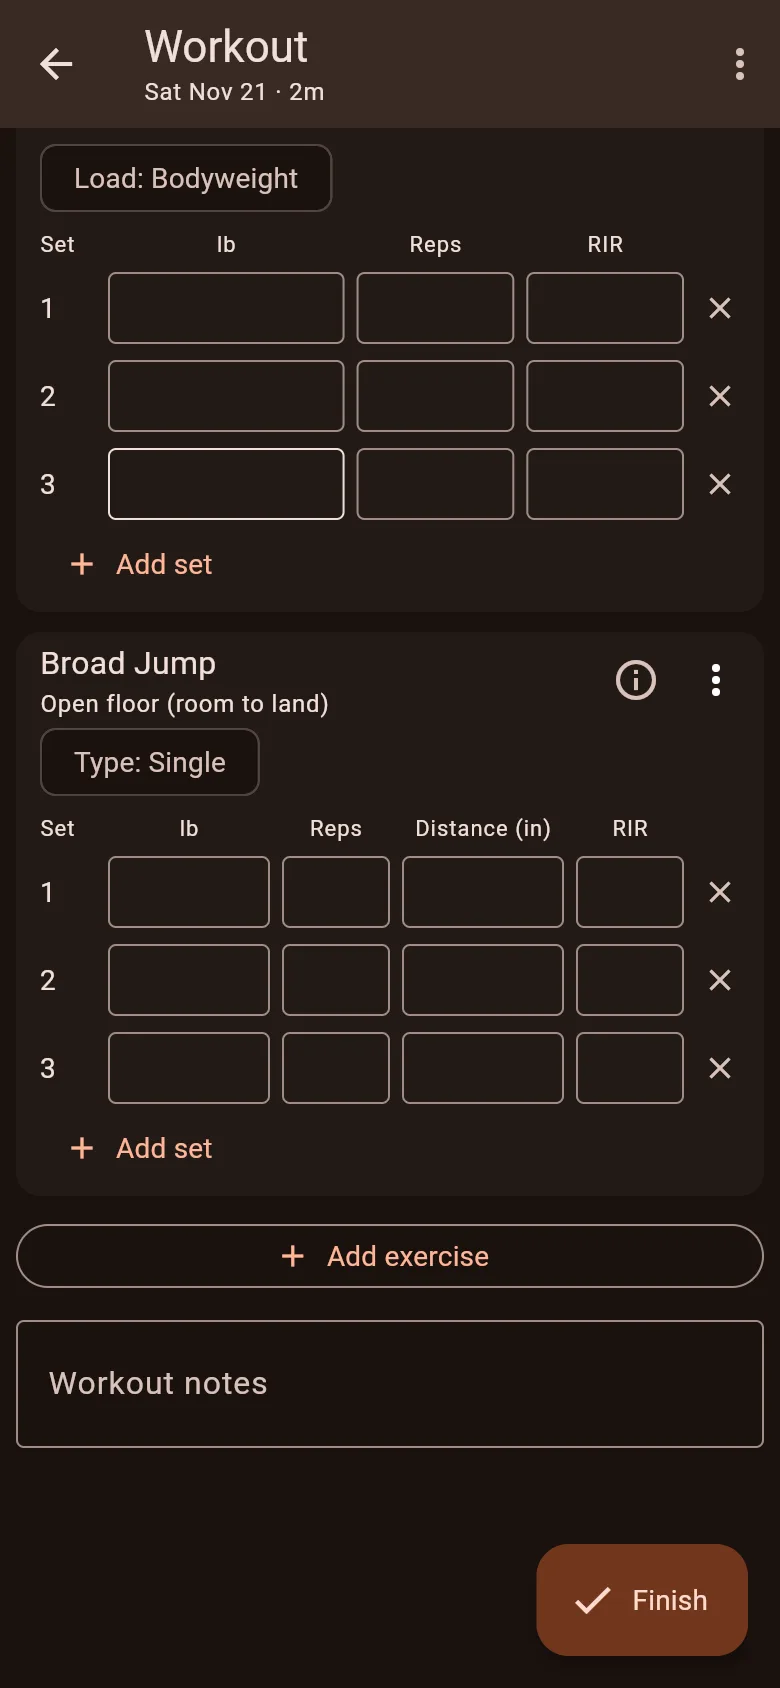 Workout
Sat Nov 21 · 2m
Load: Bodyweight
Set lb Reps RIR
1
2
3
Add set
Broad Jump
Open floor (room to land)
Type: Single
Set lb Reps Distance (in) RIR
1
2
3
Add set
Add exercise
Workout notes
Finish